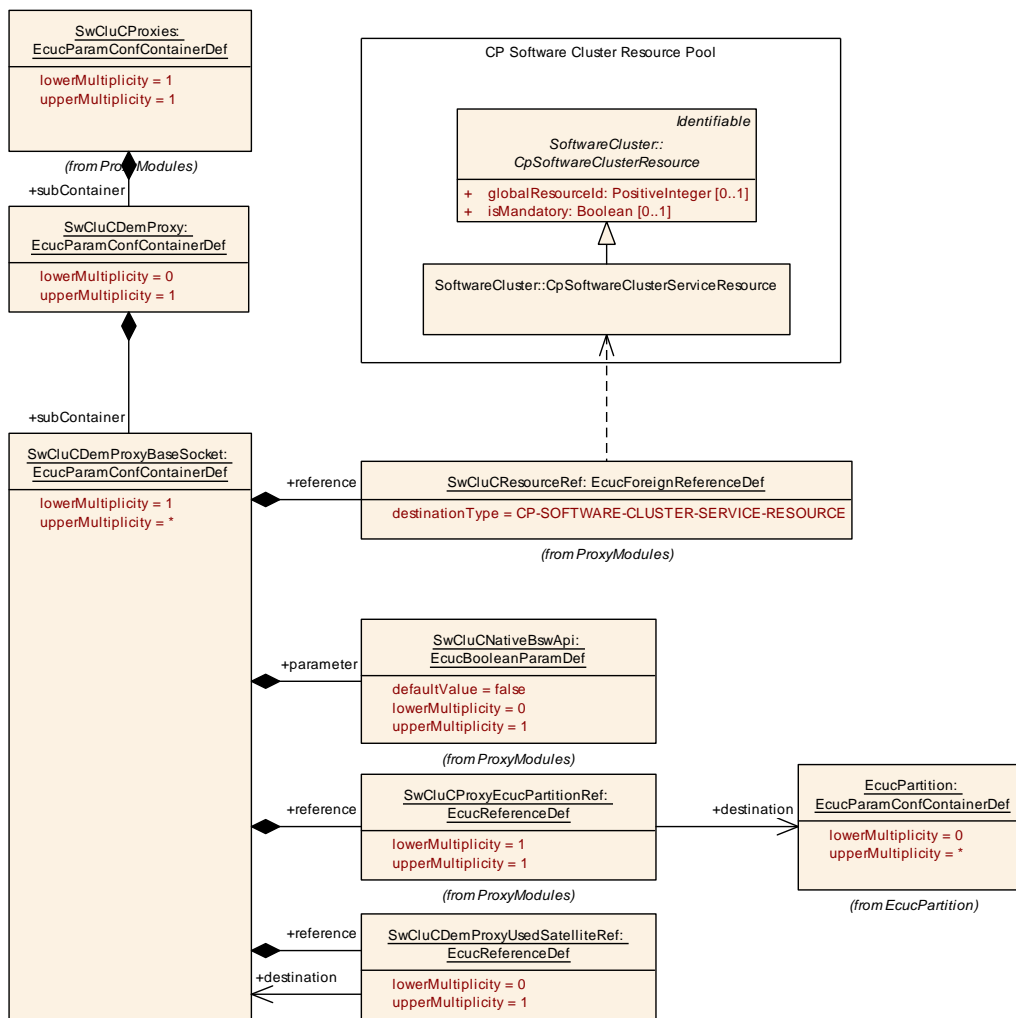 SwCluCProxies:
EcucParamConfContainerDef
lowerMultiplicity = 1
upperMultiplicity = 1
(from ProxyModules)
+subContainer
SwCluCDemProxy:
EcucParamConfContainerDef
lowerMultiplicity = 0
upperMultiplicity = 1
+subContainer
CP Software Cluster Resource Pool
Identifiable
SoftwareCluster::
CpSoftwareClusterResource
+ globalResourceId: PositiveInteger [0..1]
+ isMandatory: Boolean [0..1]
SoftwareCluster::CpSoftwareClusterServiceResource
SwCluCDemProxyBaseSocket:
EcucParamConfContainerDef
lowerMultiplicity = 1
upperMultiplicity = *
+reference
SwCluCResourceRef: EcucForeignReferenceDef
destinationType = CP-SOFTWARE-CLUSTER-SERVICE-RESOURCE
(from ProxyModules)
+parameter
SwCluCNativeBswApi:
EcucBooleanParamDef
defaultValue = false
lowerMultiplicity = 0
upperMultiplicity = 1
(from ProxyModules)
+reference
SwCluCProxyEcucPartitionRef:
EcucReferenceDef
lowerMultiplicity = 1
upperMultiplicity = 1
(from ProxyModules)
+destination
EcucPartition:
EcucParamConfContainerDef
lowerMultiplicity = 0
upperMultiplicity = *
(from EcucPartition)
+reference
SwCluCDemProxyUsedSatelliteRef:
EcucReferenceDef
lowerMultiplicity = 0
upperMultiplicity = 1
+destination